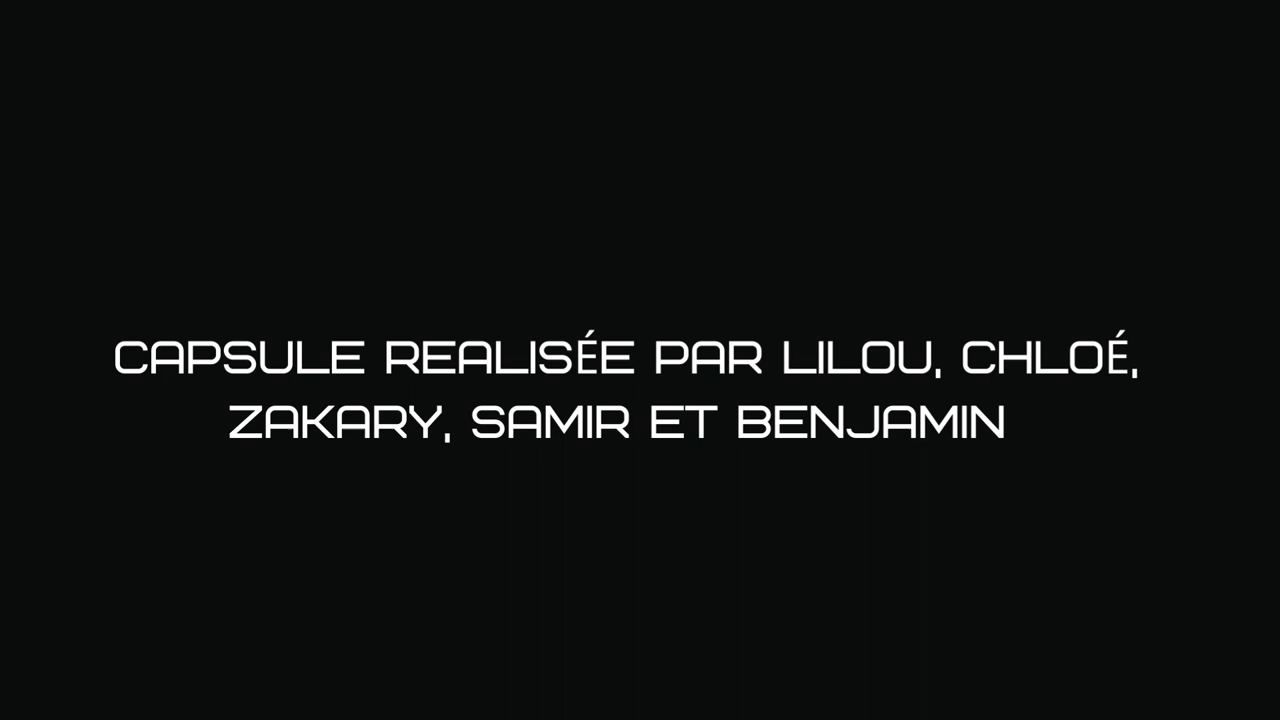 CAPSULE REALISÉE PAR LILOU, CHLOÉ,
ZAKARY, SAMIR ET BENJAMIN